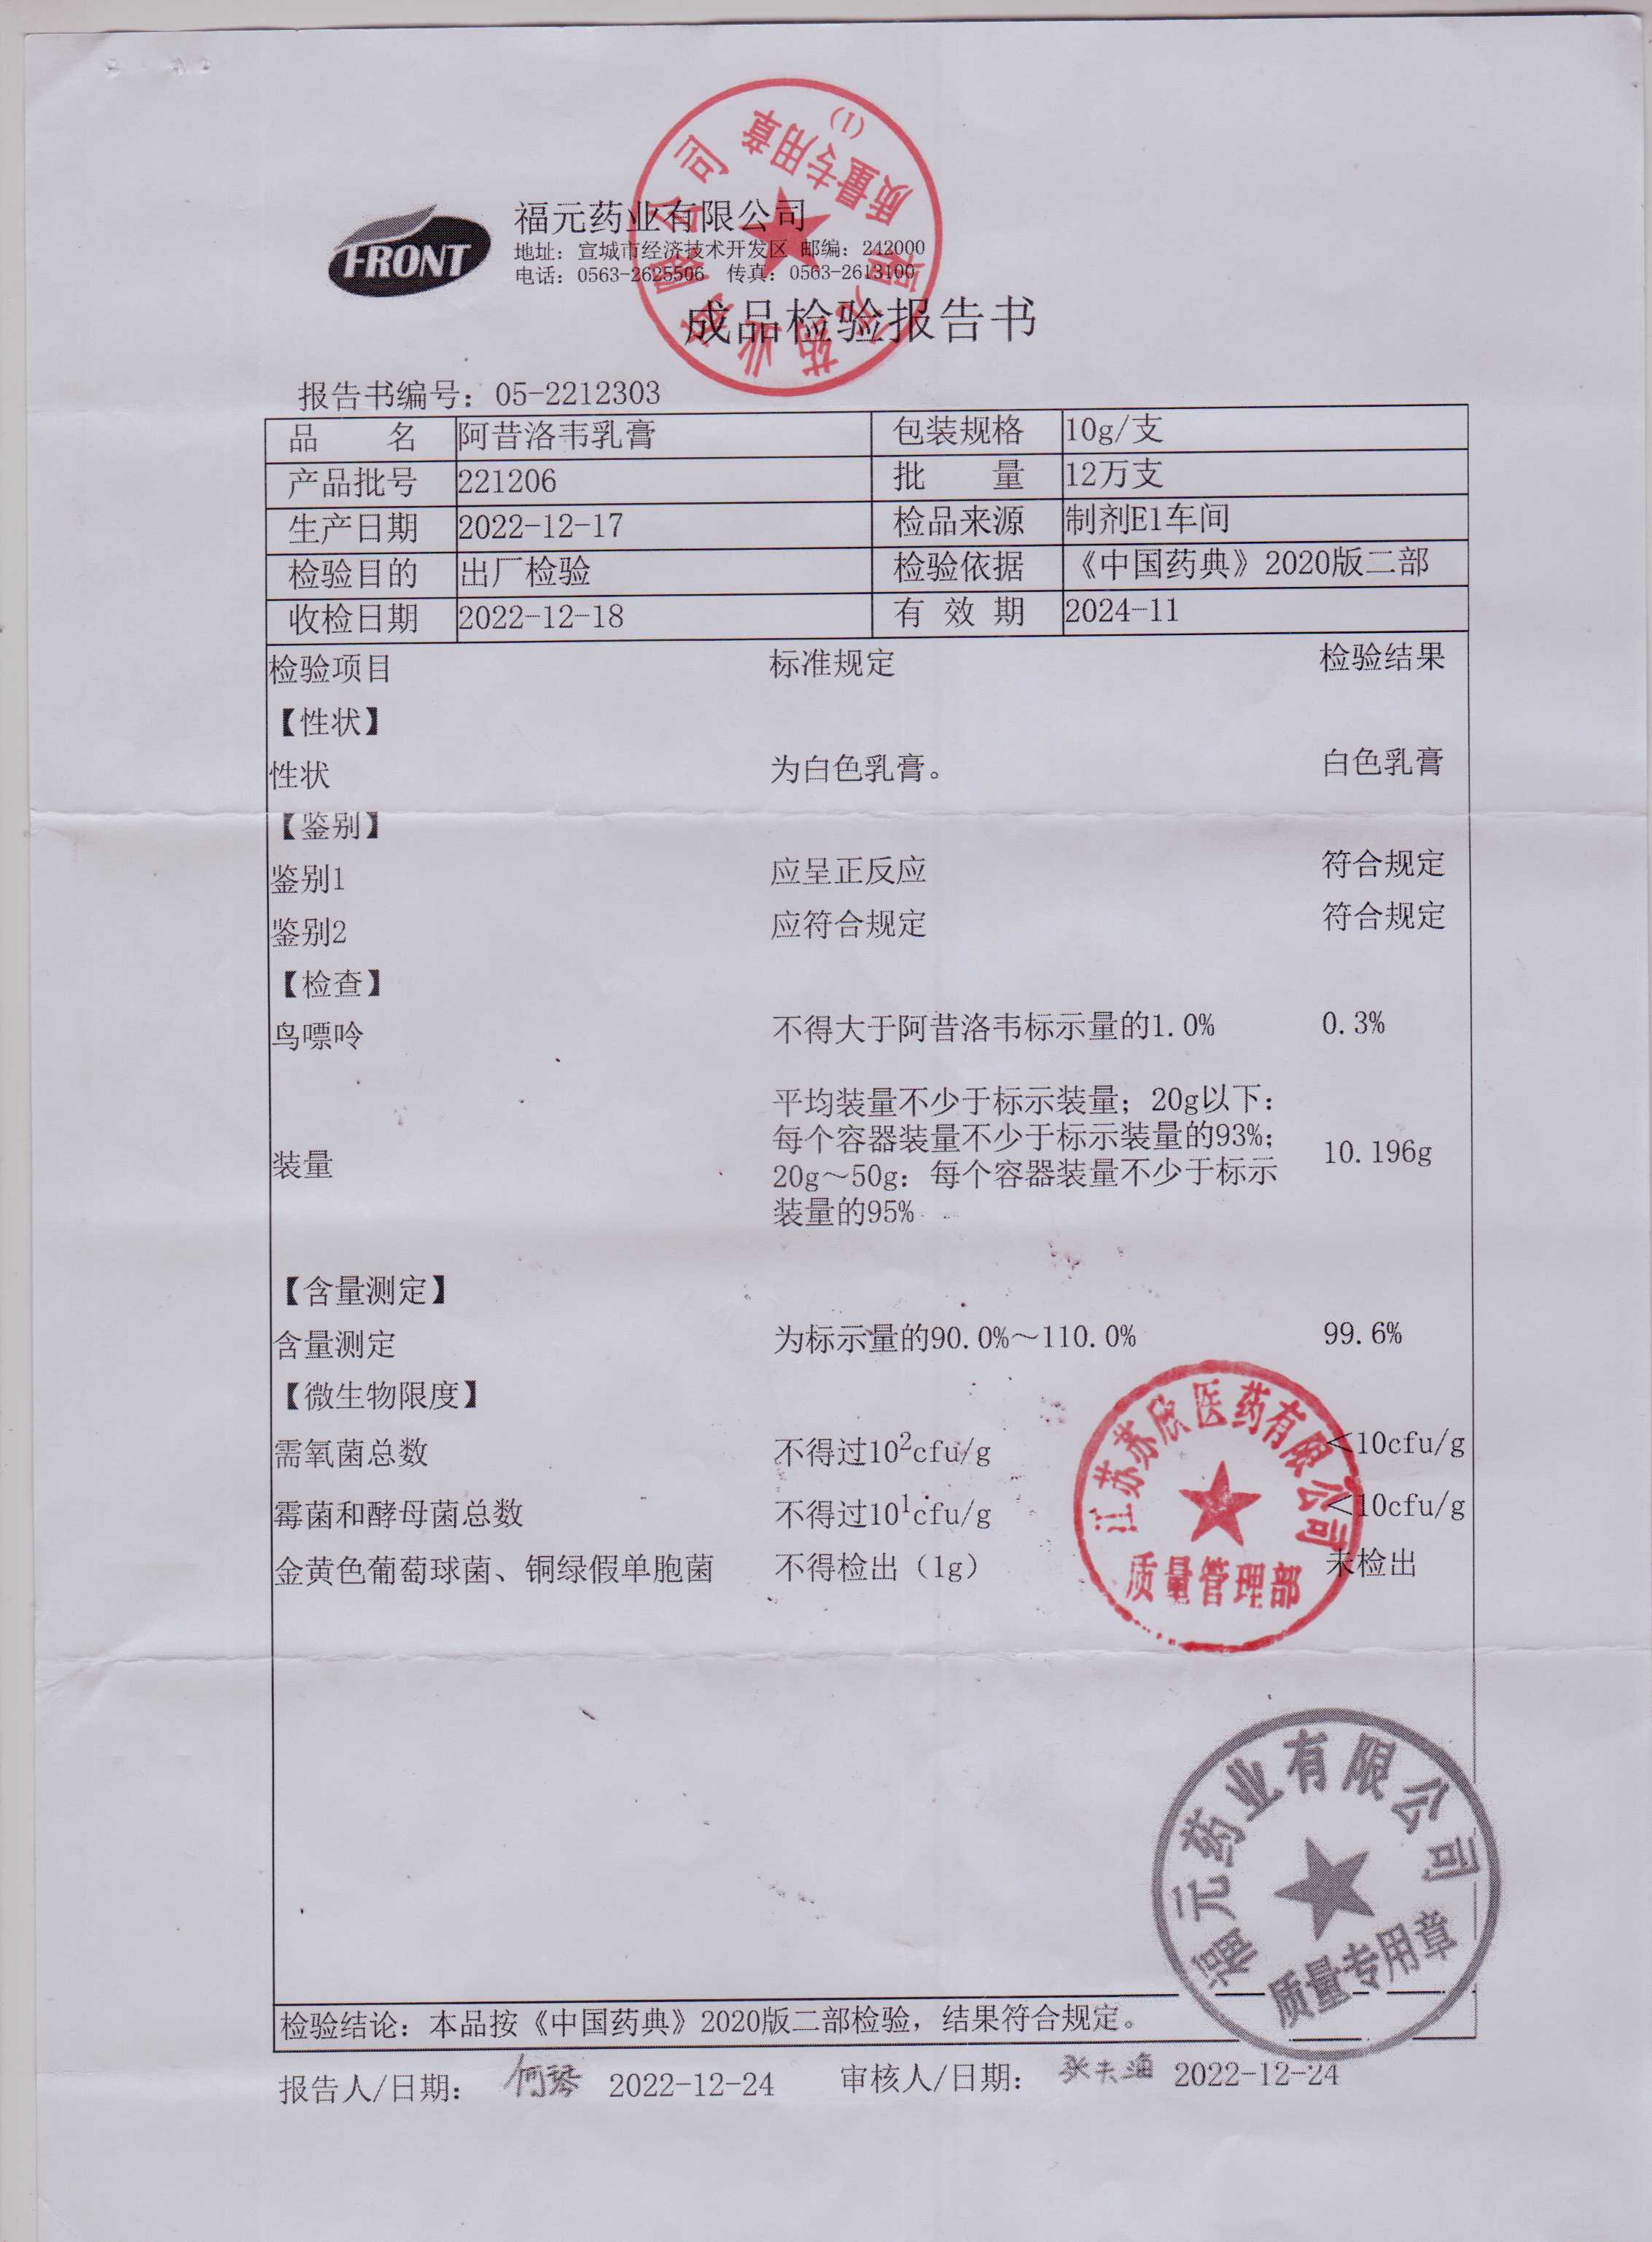 FRONT
福元药业有限公司
地址：宣城市经济技术开发区 邮编：242000
电话：0563-2625506 传真：0563-2613100
福元药业有限公司
质量专用章
(1)
成品检验报告书
报告书编号：05-2212303
品 名 阿昔洛韦乳膏 包装规格 10g/支
产品批号 221206 批 量 12万支
生产日期 2022-12-17 检品来源 制剂E1车间
检验目的 出厂检验 检验依据 《中国药典》2020版二部
收检日期 2022-12-18 有 效 期 2024-11
检验项目 标准规定 检验结果
【性状】
性状 为白色乳膏。 白色乳膏
【鉴别】
鉴别1 应呈正反应 符合规定
鉴别2 应符合规定 符合规定
【检查】
鸟嘌呤 不得大于阿昔洛韦标示量的1.0% 0.3%
平均装量不少于标示装量；20g以下：
每个容器装量不少于标示装量的93%；
装量 20g～50g：每个容器装量不少于标示 10.196g
装量的95%
【含量测定】
含量测定 为标示量的90.0%～110.0% 99.6%
【微生物限度】
需氧菌总数 不得过10²cfu/g <10cfu/g
霉菌和酵母菌总数 不得过10¹cfu/g <10cfu/g
金黄色葡萄球菌、铜绿假单胞菌 不得检出（1g） 未检出
江苏苏欣医药有限公司
质量管理部
福元药业有限公司
质量专用章
检验结论：本品按《中国药典》2020版二部检验，结果符合规定。
报告人/日期： 何琴 2022-12-24 审核人/日期： 2022-12-24